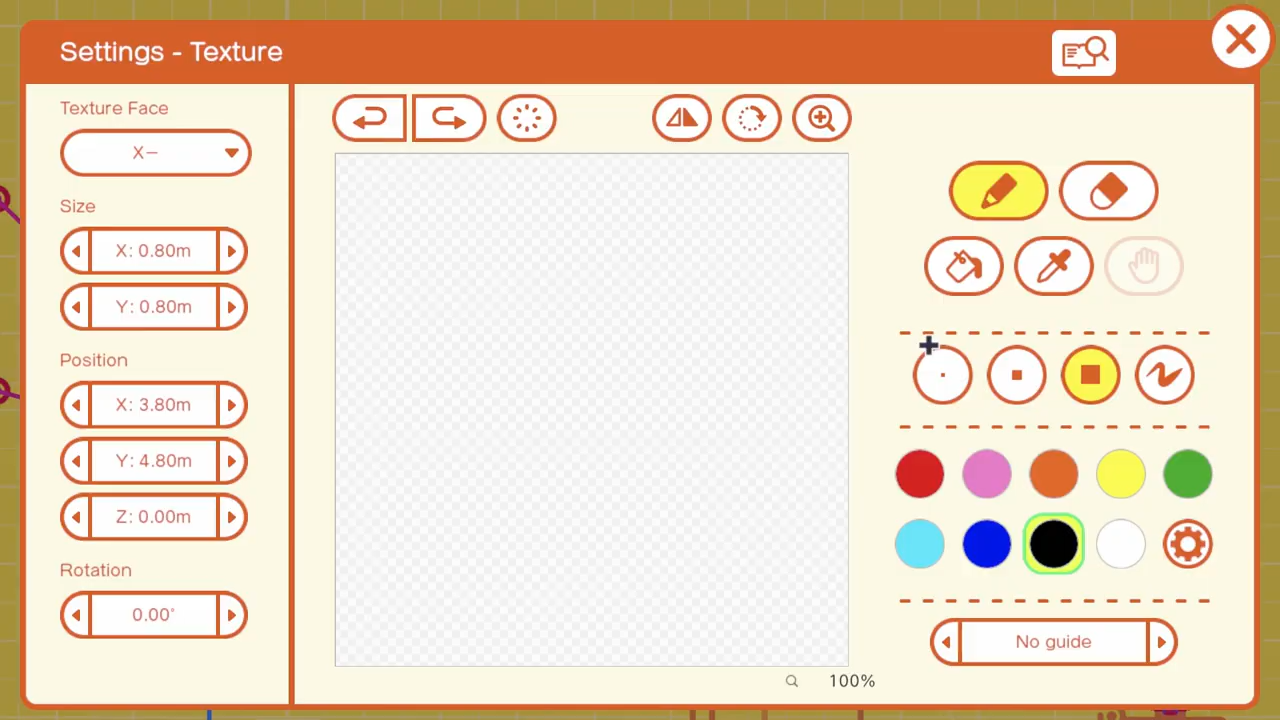 Settings - Texture
Texture Face
X−
Size
X: 0.80m
Y: 0.80m
Position
X: 3.80m
Y: 4.80m
Z: 0.00m
Rotation
0.00°
No guide
100%